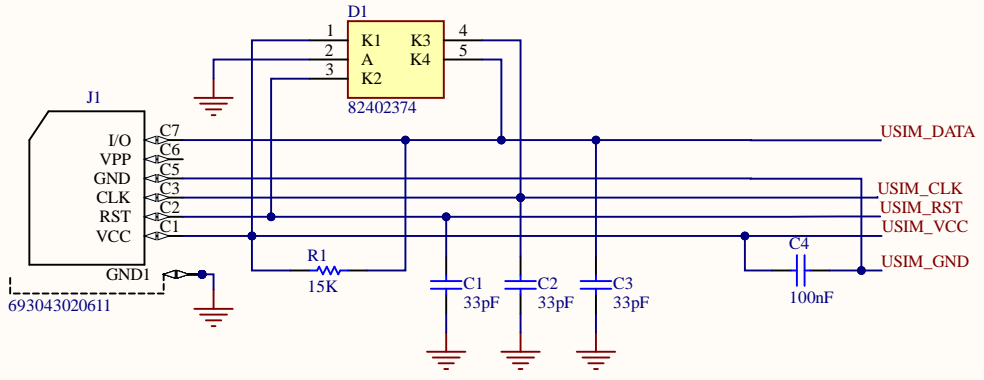 D1
1 K1 K3 4
2 A K4 5
3 K2
82402374
J1
I/O C7 USIM_DATA
VPP C6
GND C5
CLK C3 USIM_CLK
RST C2 USIM_RST
VCC C1 USIM_VCC
GND1
693043020611
R1
15K
C1
33pF
C2
33pF
C3
33pF
C4
100nF
USIM_GND